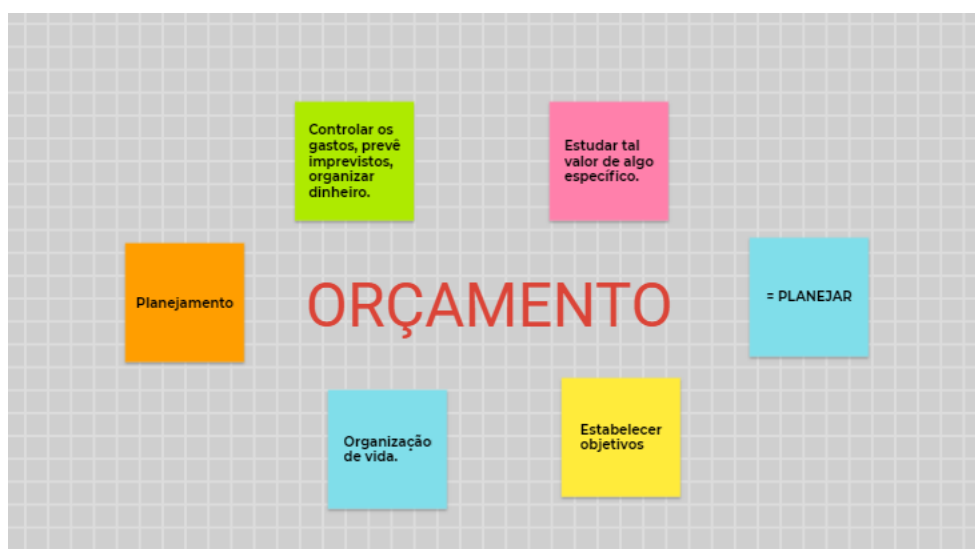 Controlar os
gastos, prevê
imprevistos,
organizar
dinheiro.
Estudar tal
valor de algo
específico.
Planejamento
ORÇAMENTO
= PLANEJAR
Organização
de vida.
Estabelecer
objetivos